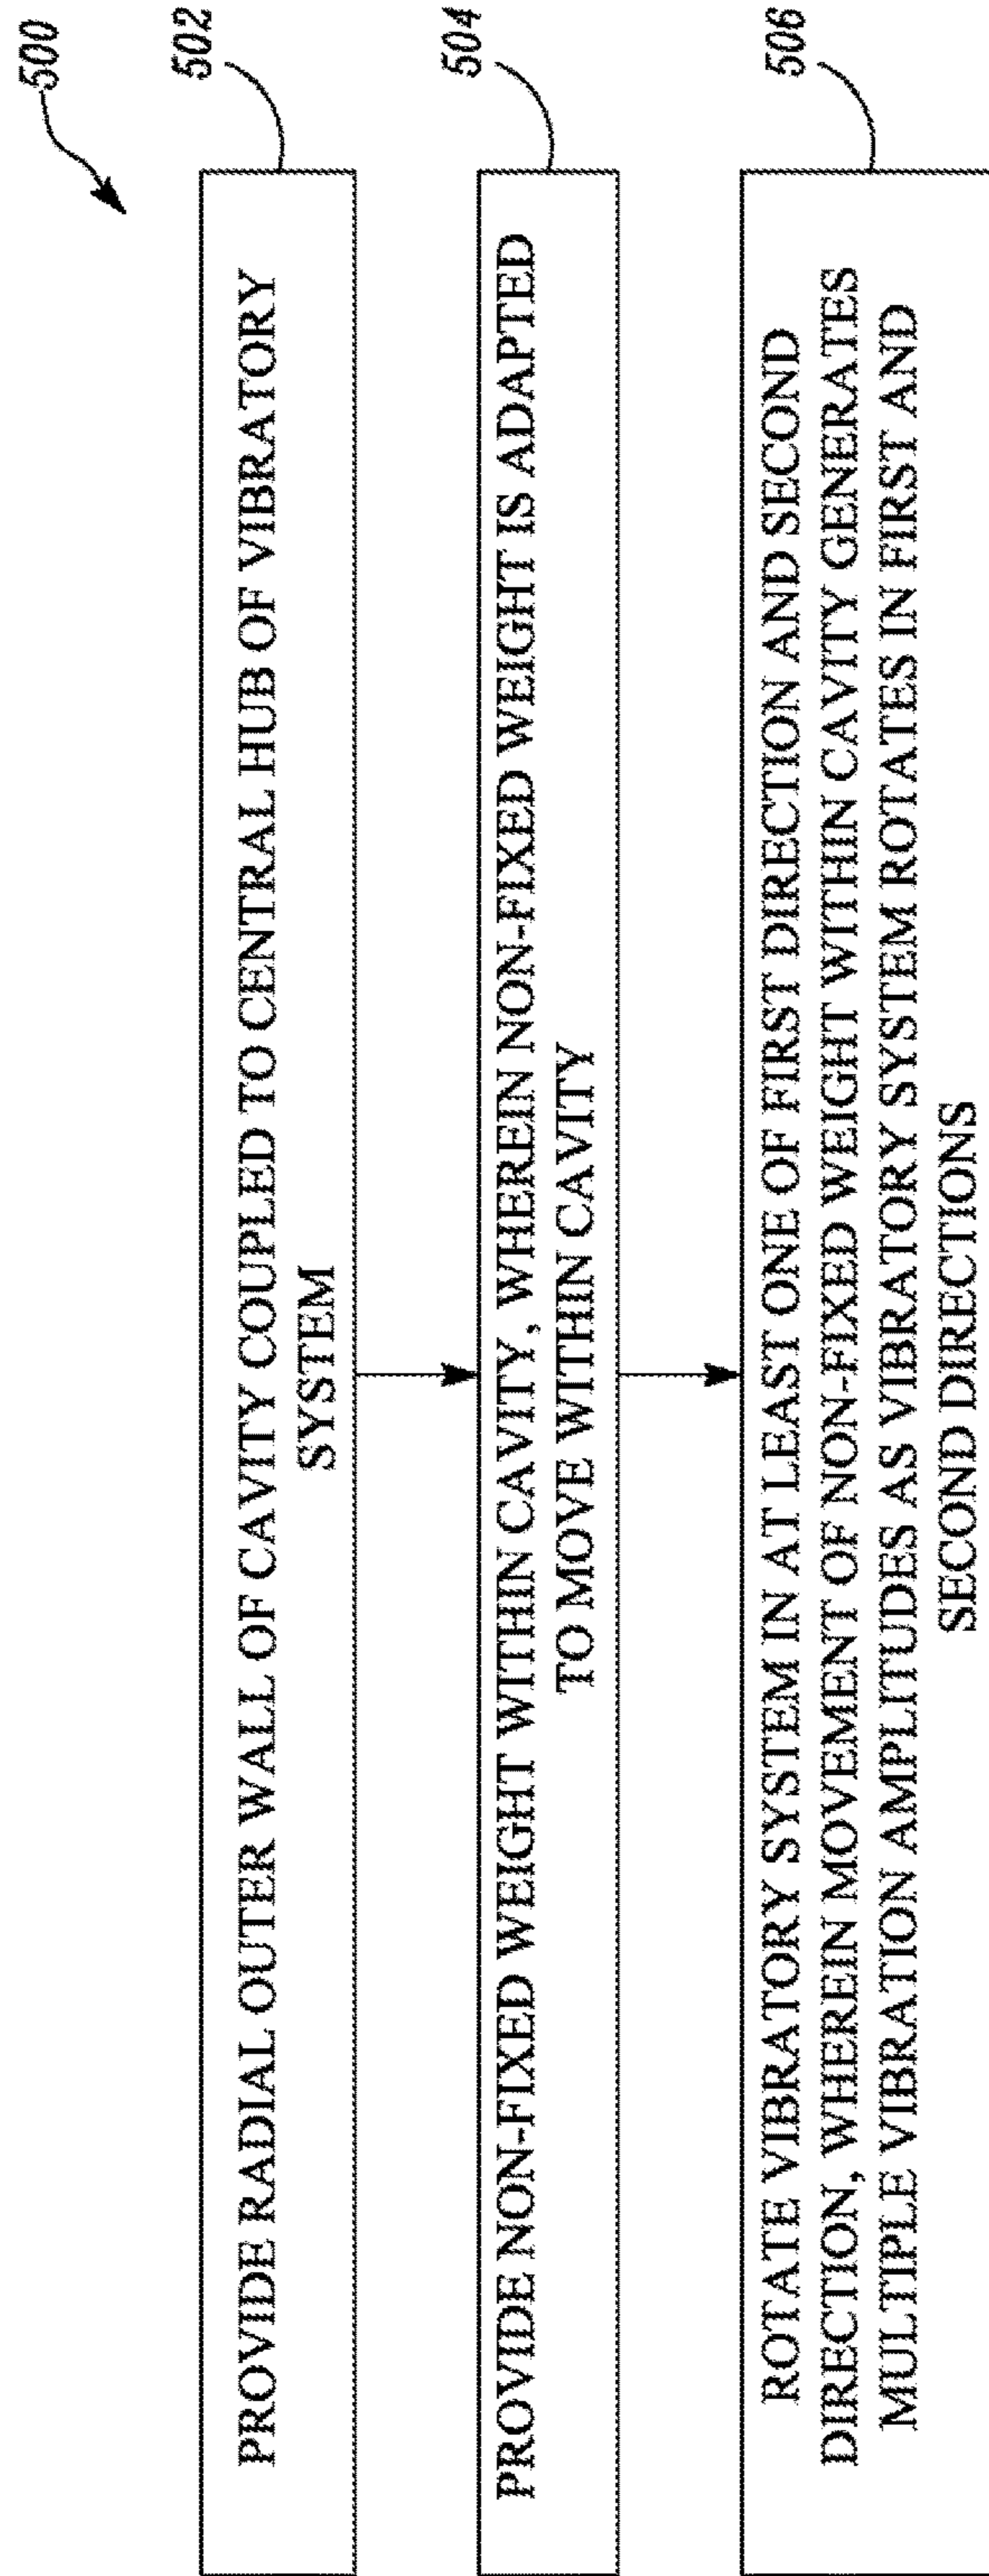 500
502
PROVIDE RADIAL OUTER WALL OF CAVITY COUPLED TO CENTRAL HUB OF VIBRATORY
SYSTEM
504
PROVIDE NON-FIXED WEIGHT WITHIN CAVITY, WHEREIN NON-FIXED WEIGHT IS ADAPTED
TO MOVE WITHIN CAVITY
506
ROTATE VIBRATORY SYSTEM IN AT LEAST ONE OF FIRST DIRECTION AND SECOND
DIRECTION, WHEREIN MOVEMENT OF NON-FIXED WEIGHT WITHIN CAVITY GENERATES
MULTIPLE VIBRATION AMPLITUDES AS VIBRATORY SYSTEM ROTATES IN FIRST AND
SECOND DIRECTIONS